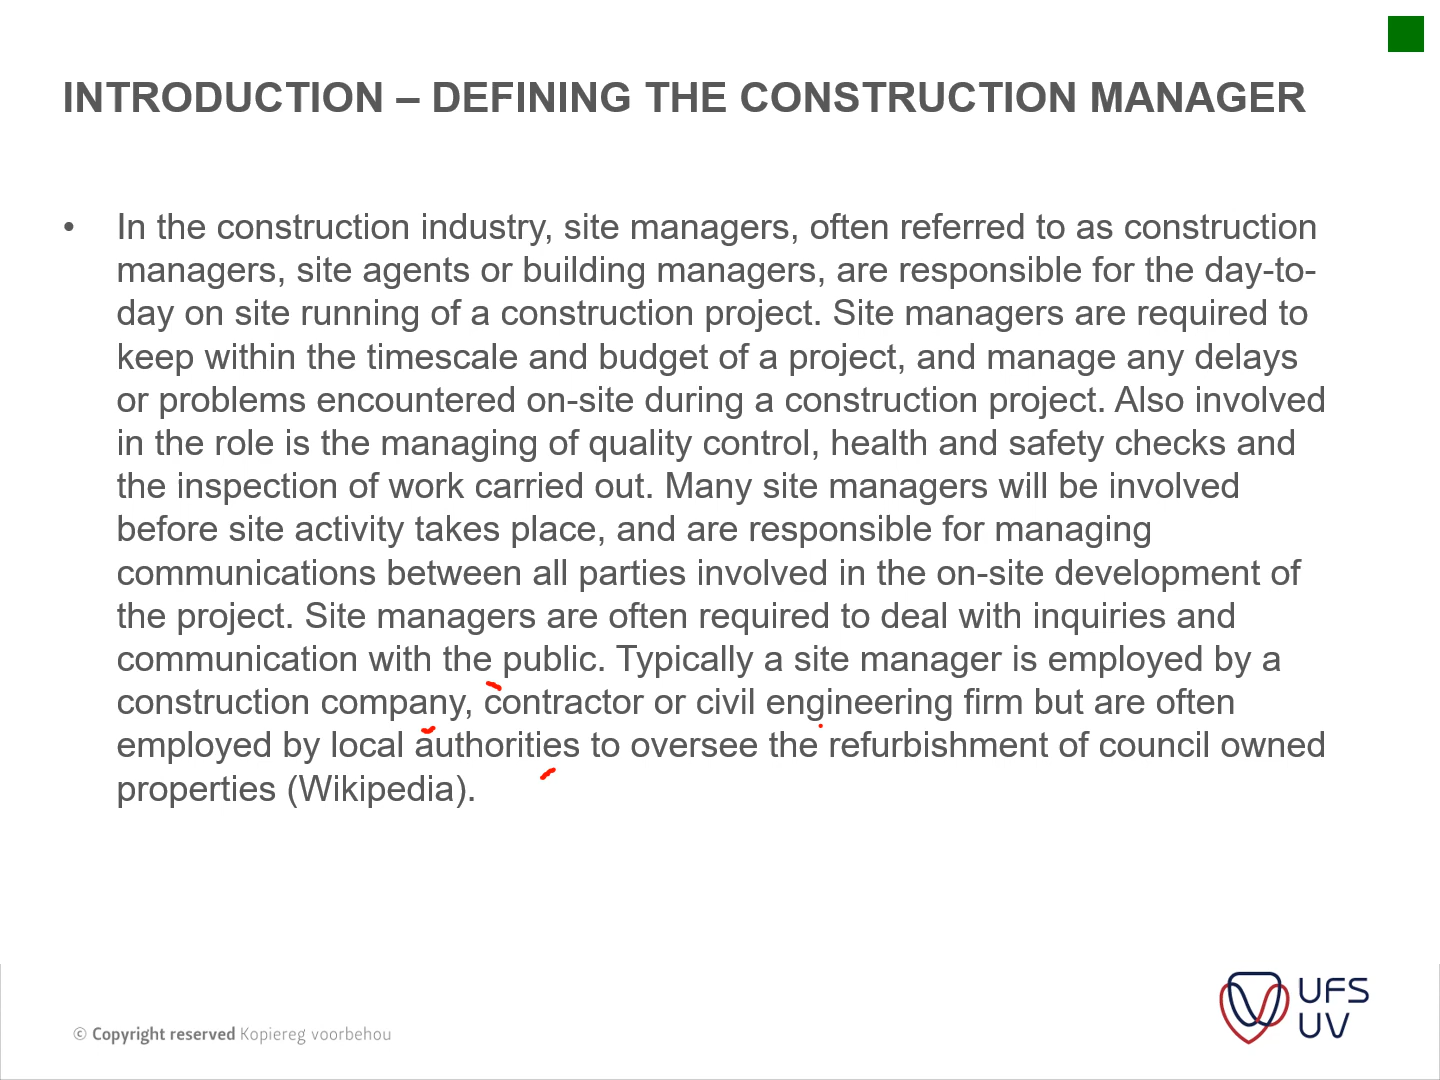 INTRODUCTION – DEFINING THE CONSTRUCTION MANAGER
• In the construction industry, site managers, often referred to as construction
managers, site agents or building managers, are responsible for the day-to-
day on site running of a construction project. Site managers are required to
keep within the timescale and budget of a project, and manage any delays
or problems encountered on-site during a construction project. Also involved
in the role is the managing of quality control, health and safety checks and
the inspection of work carried out. Many site managers will be involved
before site activity takes place, and are responsible for managing
communications between all parties involved in the on-site development of
the project. Site managers are often required to deal with inquiries and
communication with the public. Typically a site manager is employed by a
construction company, contractor or civil engineering firm but are often
employed by local authorities to oversee the refurbishment of council owned
properties (Wikipedia).
© Copyright reserved Kopiereg voorbehou
UFS
UV